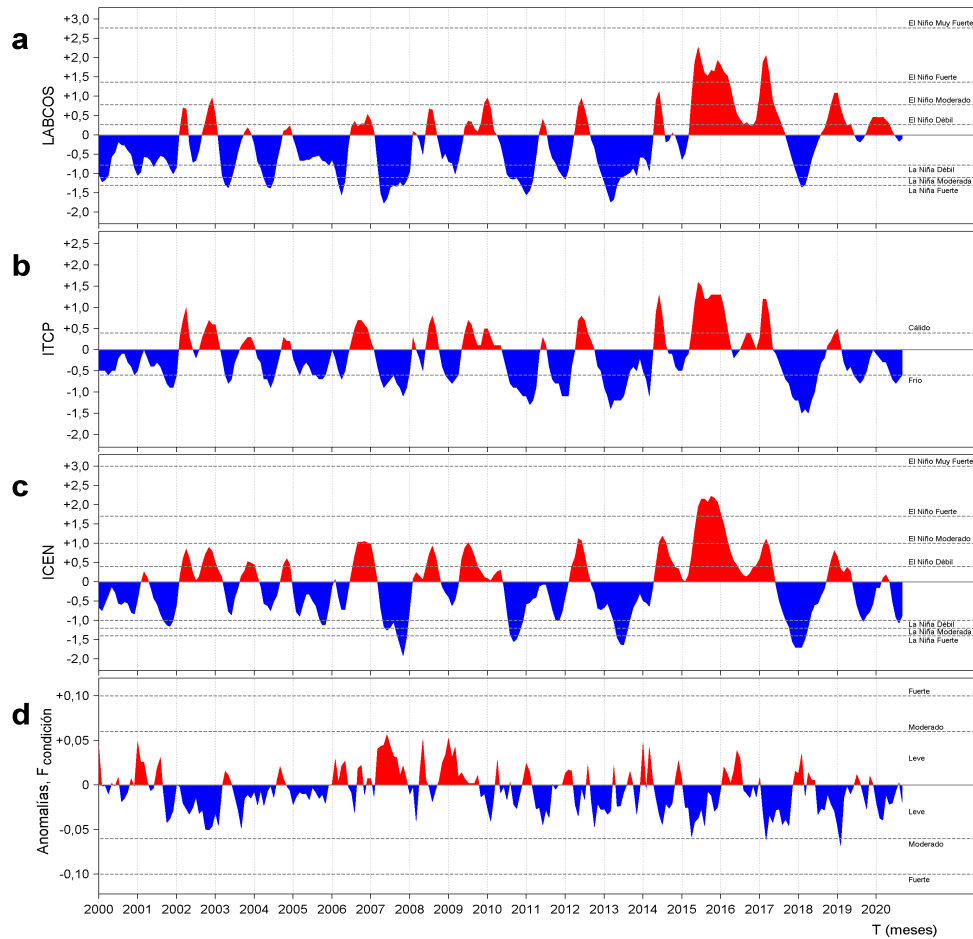 a
LABCOS
+3,0
+2,5
+2,0
+1,5
+1,0
+0,5
0
-0,5
-1,0
-1,5
-2,0
El Niño Muy Fuerte
El Niño Fuerte
El Niño Moderado
El Niño Débil
La Niña Débil
La Niña Moderada
La Niña Fuerte
b
ITCP
+2,5
+2,0
+1,5
+1,0
+0,5
0
-0,5
-1,0
-1,5
-2,0
Cálido
Frio
c
ICEN
+3,0
+2,5
+2,0
+1,5
+1,0
+0,5
0
-0,5
-1,0
-1,5
-2,0
El Niño Muy Fuerte
El Niño Fuerte
El Niño Moderado
El Niño Débil
La Niña Débil
La Niña Moderada
La Niña Fuerte
d
Anomalías, F condición
+0,10
+0,05
0
-0,05
-0,10
Fuerte
Moderado
Leve
Leve
Moderado
Fuerte
2000 2001 2002 2003 2004 2005 2006 2007 2008 2009 2010 2011 2012 2013 2014 2015 2016 2017 2018 2019 2020
T (meses)